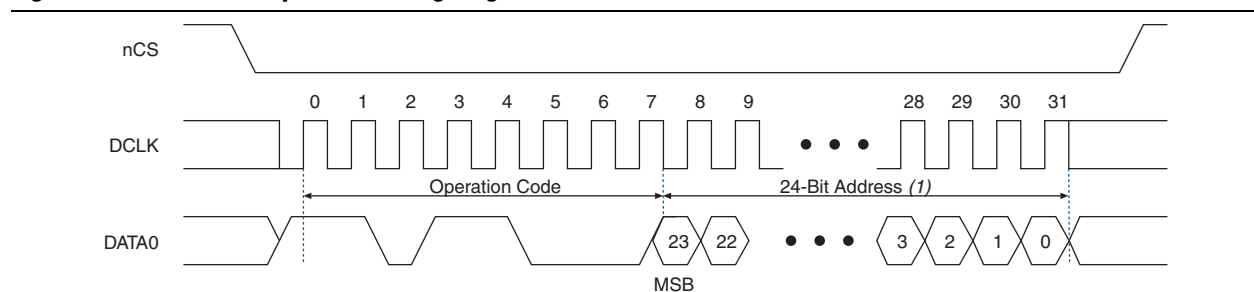 nCS
0 1 2 3 4 5 6 7 8 9 28 29 30 31
DCLK
Operation Code 24-Bit Address (1)
DATA0 23 22 3 2 1 0
MSB